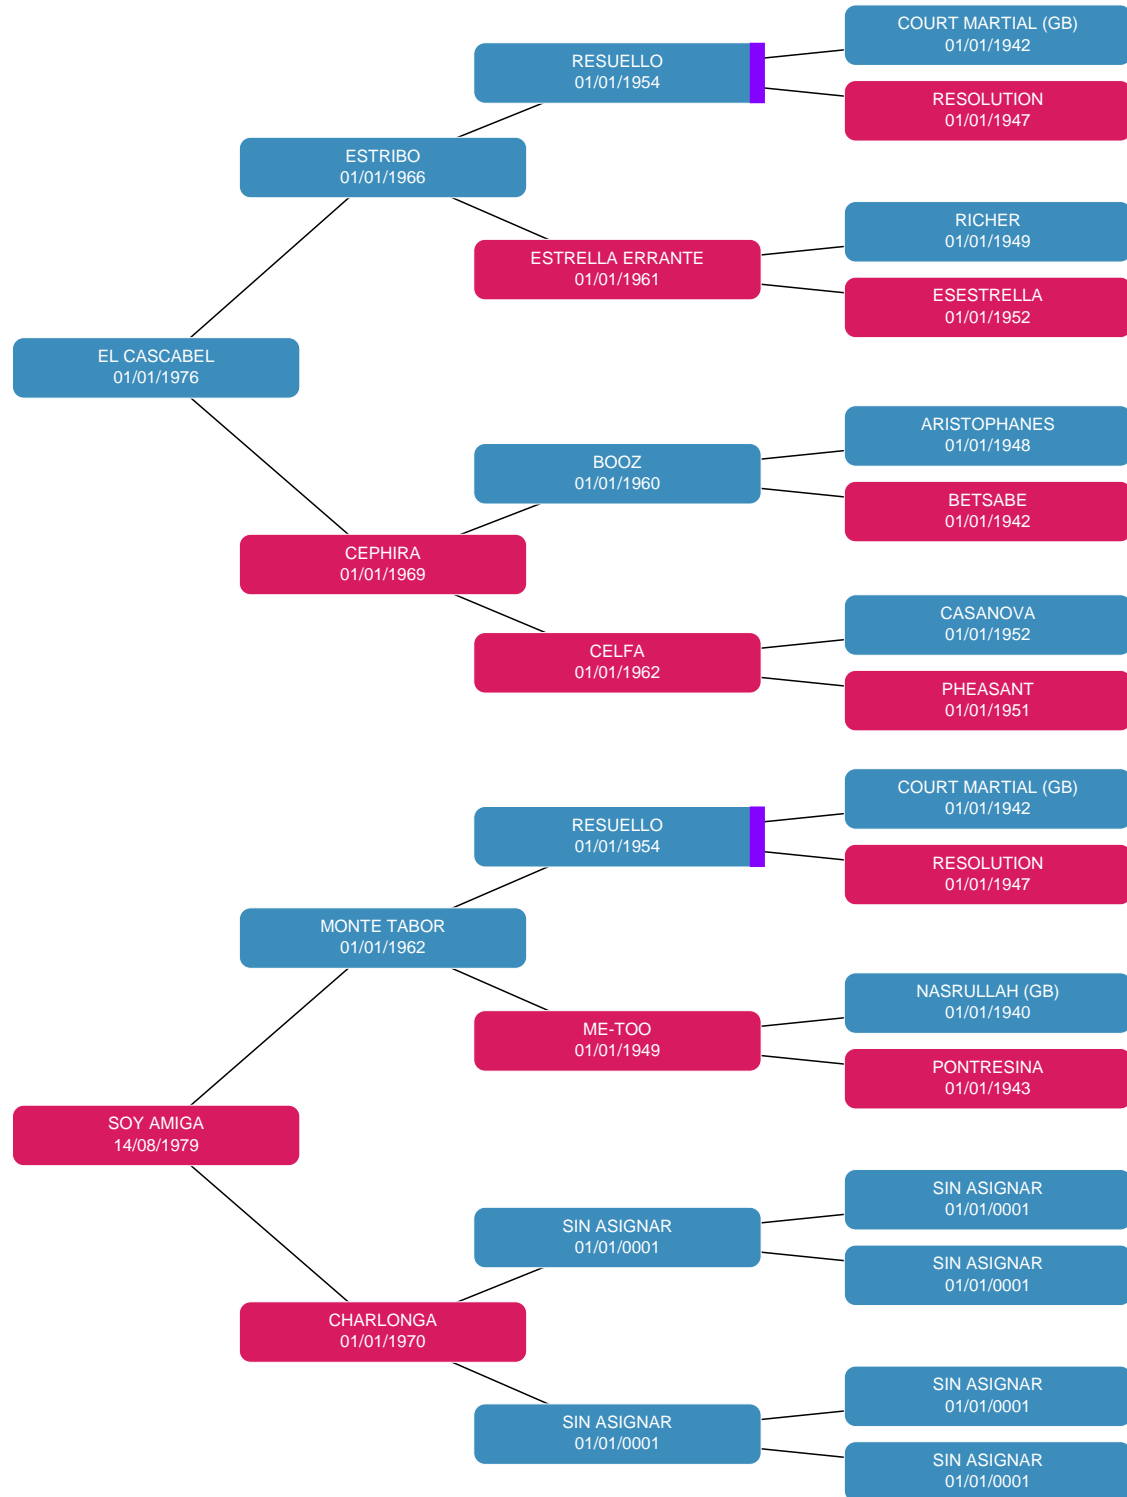 COURT MARTIAL (GB)
01/01/1942
RESUELLO
01/01/1954
RESOLUTION
01/01/1947
ESTRIBO
01/01/1966
RICHER
01/01/1949
ESTRELLA ERRANTE
01/01/1961
ESESTRELLA
01/01/1952
EL CASCABEL
01/01/1976
ARISTOPHANES
01/01/1948
BOOZ
01/01/1960
BETSABE
01/01/1942
CEPHIRA
01/01/1969
CASANOVA
01/01/1952
CELFA
01/01/1962
PHEASANT
01/01/1951
COURT MARTIAL (GB)
01/01/1942
RESUELLO
01/01/1954
RESOLUTION
01/01/1947
MONTE TABOR
01/01/1962
NASRULLAH (GB)
01/01/1940
ME-TOO
01/01/1949
PONTRESINA
01/01/1943
SOY AMIGA
14/08/1979
SIN ASIGNAR
01/01/0001
SIN ASIGNAR
01/01/0001
SIN ASIGNAR
01/01/0001
CHARLONGA
01/01/1970
SIN ASIGNAR
01/01/0001
SIN ASIGNAR
01/01/0001
SIN ASIGNAR
01/01/0001